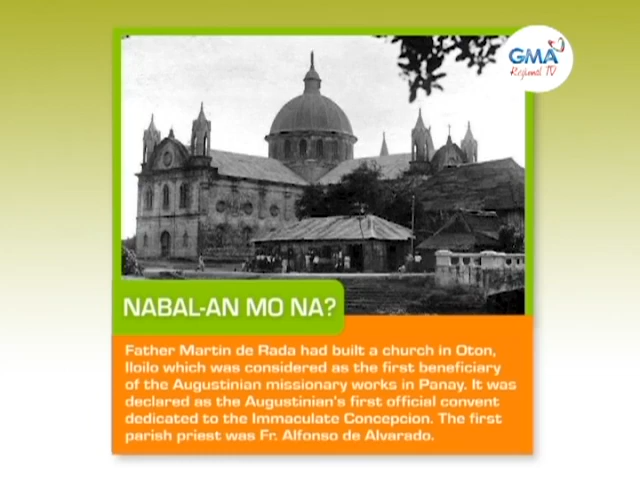 GMA
Regional TV
NABAL-AN MO NA?
Father Martin de Rada had built a church in Oton,
Iloilo which was considered as the first beneficiary
of the Augustinian missionary works in Panay. It was
declared as the Augustinian's first official convent
dedicated to the Immaculate Concepcion. The first
parish priest was Fr. Alfonso de Alvarado.